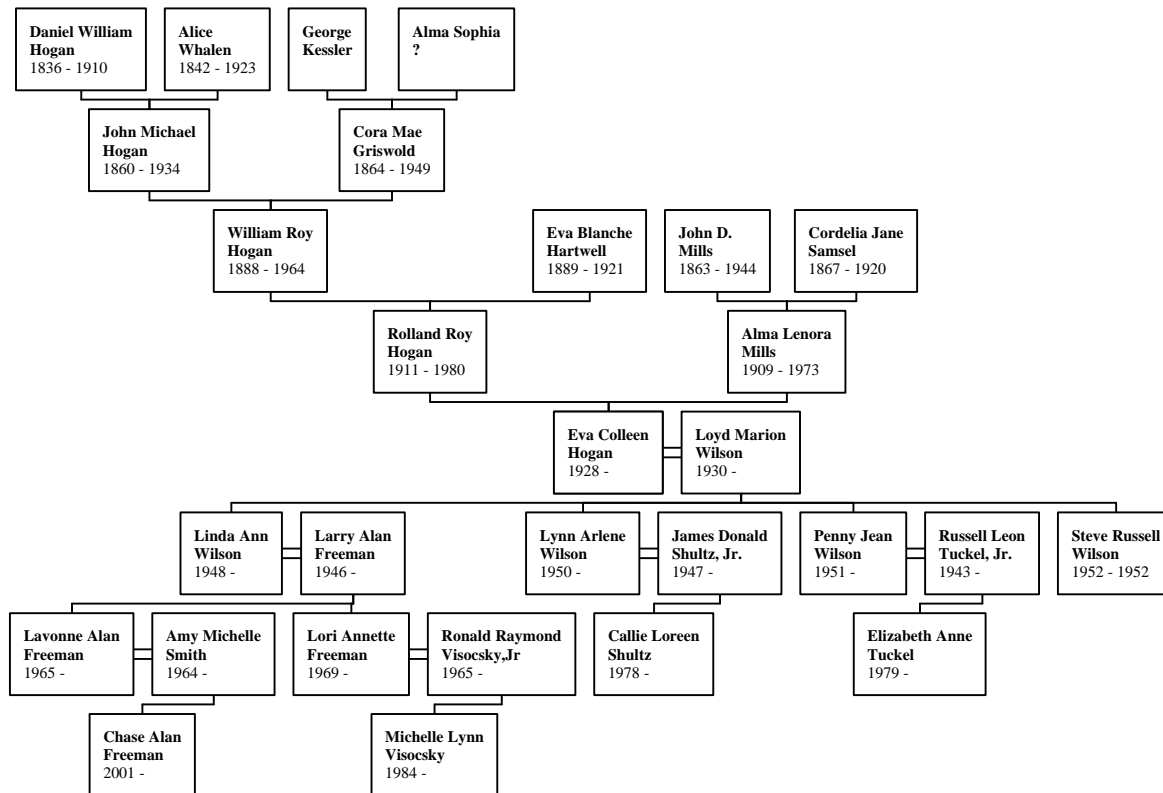 Daniel William
Hogan
1836 - 1910
Alice
Whalen
1842 - 1923
George
Kessler
Alma Sophia
?
John Michael
Hogan
1860 - 1934
Cora Mae
Griswold
1864 - 1949
William Roy
Hogan
1888 - 1964
Eva Blanche
Hartwell
1889 - 1921
John D.
Mills
1863 - 1944
Cordelia Jane
Samsel
1867 - 1920
Rolland Roy
Hogan
1911 - 1980
Alma Lenora
Mills
1909 - 1973
Eva Colleen
Hogan
1928 -
Loyd Marion
Wilson
1930 -
Linda Ann
Wilson
1948 -
Larry Alan
Freeman
1946 -
Lynn Arlene
Wilson
1950 -
James Donald
Shultz, Jr.
1947 -
Penny Jean
Wilson
1951 -
Russell Leon
Tuckel, Jr.
1943 -
Steve Russell
Wilson
1952 - 1952
Lavonne Alan
Freeman
1965 -
Amy Michelle
Smith
1964 -
Lori Annette
Freeman
1969 -
Ronald Raymond
Visocsky,Jr
1965 -
Callie Loreen
Shultz
1978 -
Elizabeth Anne
Tuckel
1979 -
Chase Alan
Freeman
2001 -
Michelle Lynn
Visocsky
1984 -